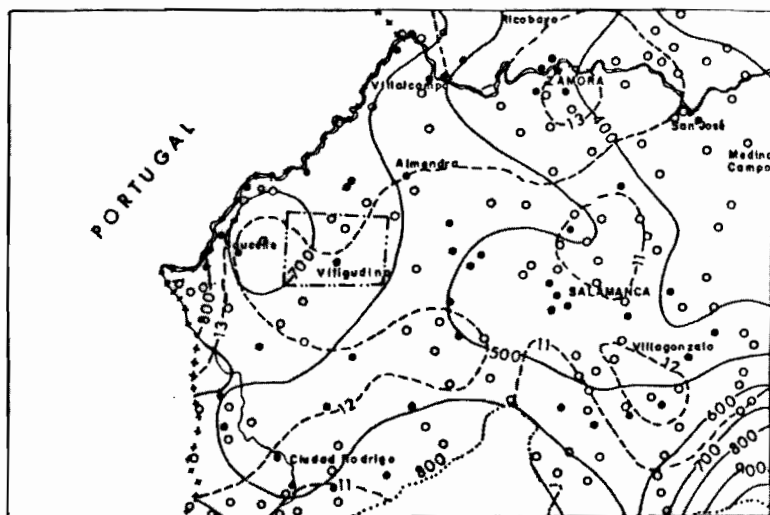 Ricobayo
Villalcampo
ZAMORA
13
400
San José
Medina
Campo
PORTUGAL
Almendra
700
Vitigudino
11
SALAMANCA
800
13
500
11
Villagonzalo
12
12
600
700
800
800
Ciudad Rodrigo
11